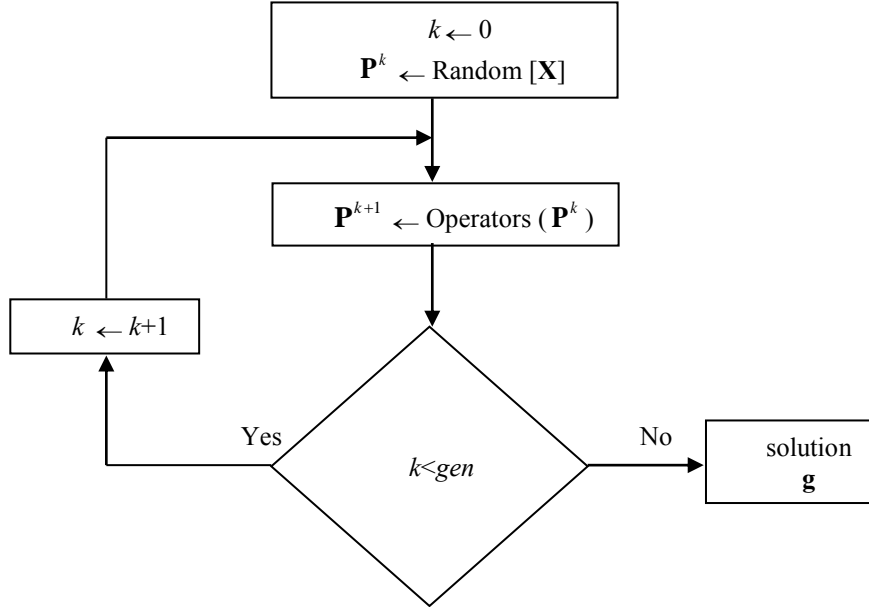 k ← 0
P^k ← Random [X]
P^{k+1} ← Operators ( P^k )
k ← k+1
Yes
k<gen
No
solution
g